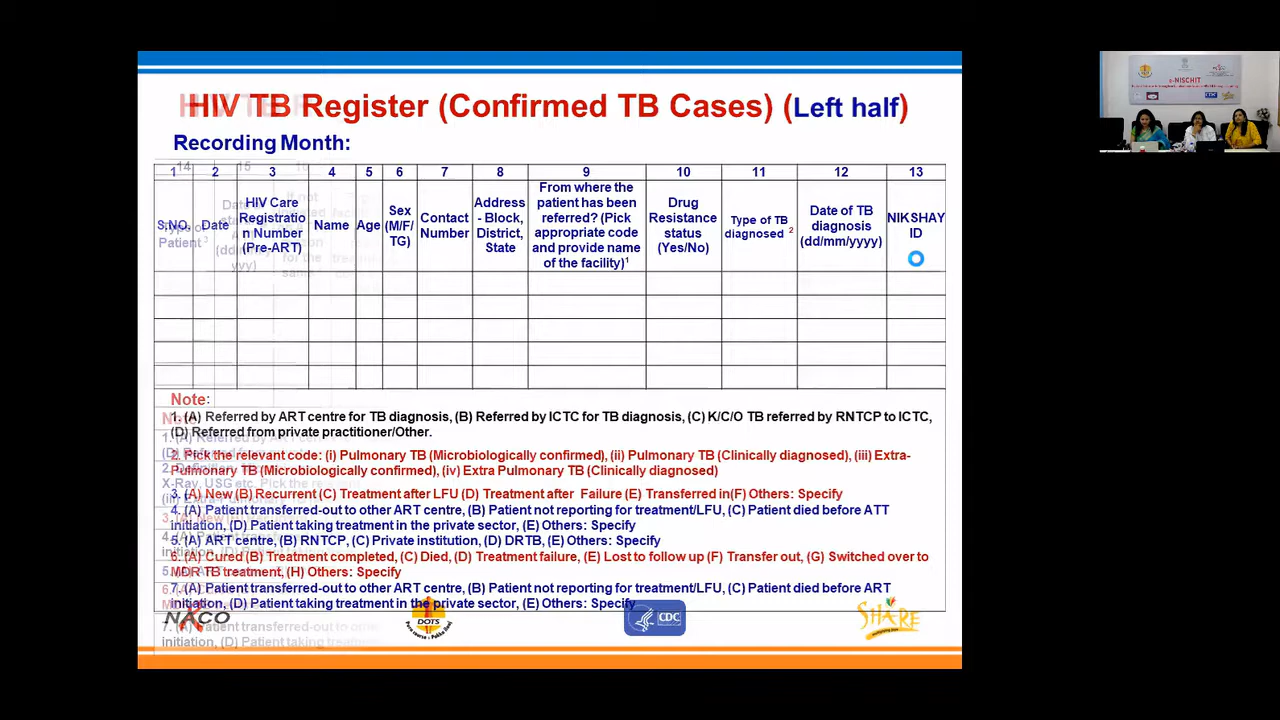 HIV TB Register (Confirmed TB Cases) (Left half)
Recording Month:
1 2 3 4 5 6 7 8 9 10 11 12 13
S.NO.
Date
HIV Care
Registratio
n Number
(Pre-ART)
Name
Age
Sex
(M/F/
TG)
Contact
Number
Address
- Block,
District,
State
From where the
patient has been
referred? (Pick
appropriate code
and provide name
of the facility)¹
Drug
Resistance
status
(Yes/No)
Type of TB
diagnosed ²
Date of TB
diagnosis
(dd/mm/yyyy)
NIKSHAY
ID
Note:
1. (A) Referred by ART centre for TB diagnosis, (B) Referred by ICTC for TB diagnosis, (C) K/C/O TB referred by RNTCP to ICTC,
(D) Referred from private practitioner/Other.
2. Pick the relevant code: (i) Pulmonary TB (Microbiologically confirmed), (ii) Pulmonary TB (Clinically diagnosed), (iii) Extra-
Pulmonary TB (Microbiologically confirmed), (iv) Extra Pulmonary TB (Clinically diagnosed)
3. (A) New (B) Recurrent (C) Treatment after LFU (D) Treatment after Failure (E) Transferred in(F) Others: Specify
4. (A) Patient transferred-out to other ART centre, (B) Patient not reporting for treatment/LFU, (C) Patient died before ATT
initiation, (D) Patient taking treatment in the private sector, (E) Others: Specify
5. (A) ART centre, (B) RNTCP, (C) Private institution, (D) DRTB, (E) Others: Specify
6. (A) Cured (B) Treatment completed, (C) Died, (D) Treatment failure, (E) Lost to follow up (F) Transfer out, (G) Switched over to
MDR TB treatment, (H) Others: Specify
7. (A) Patient transferred-out to other ART centre, (B) Patient not reporting for treatment/LFU, (C) Patient died before ART
initiation, (D) Patient taking treatment in the private sector, (E) Others: Specify
NACO
DOTS
CDC
SHARE
e-NISCHIT